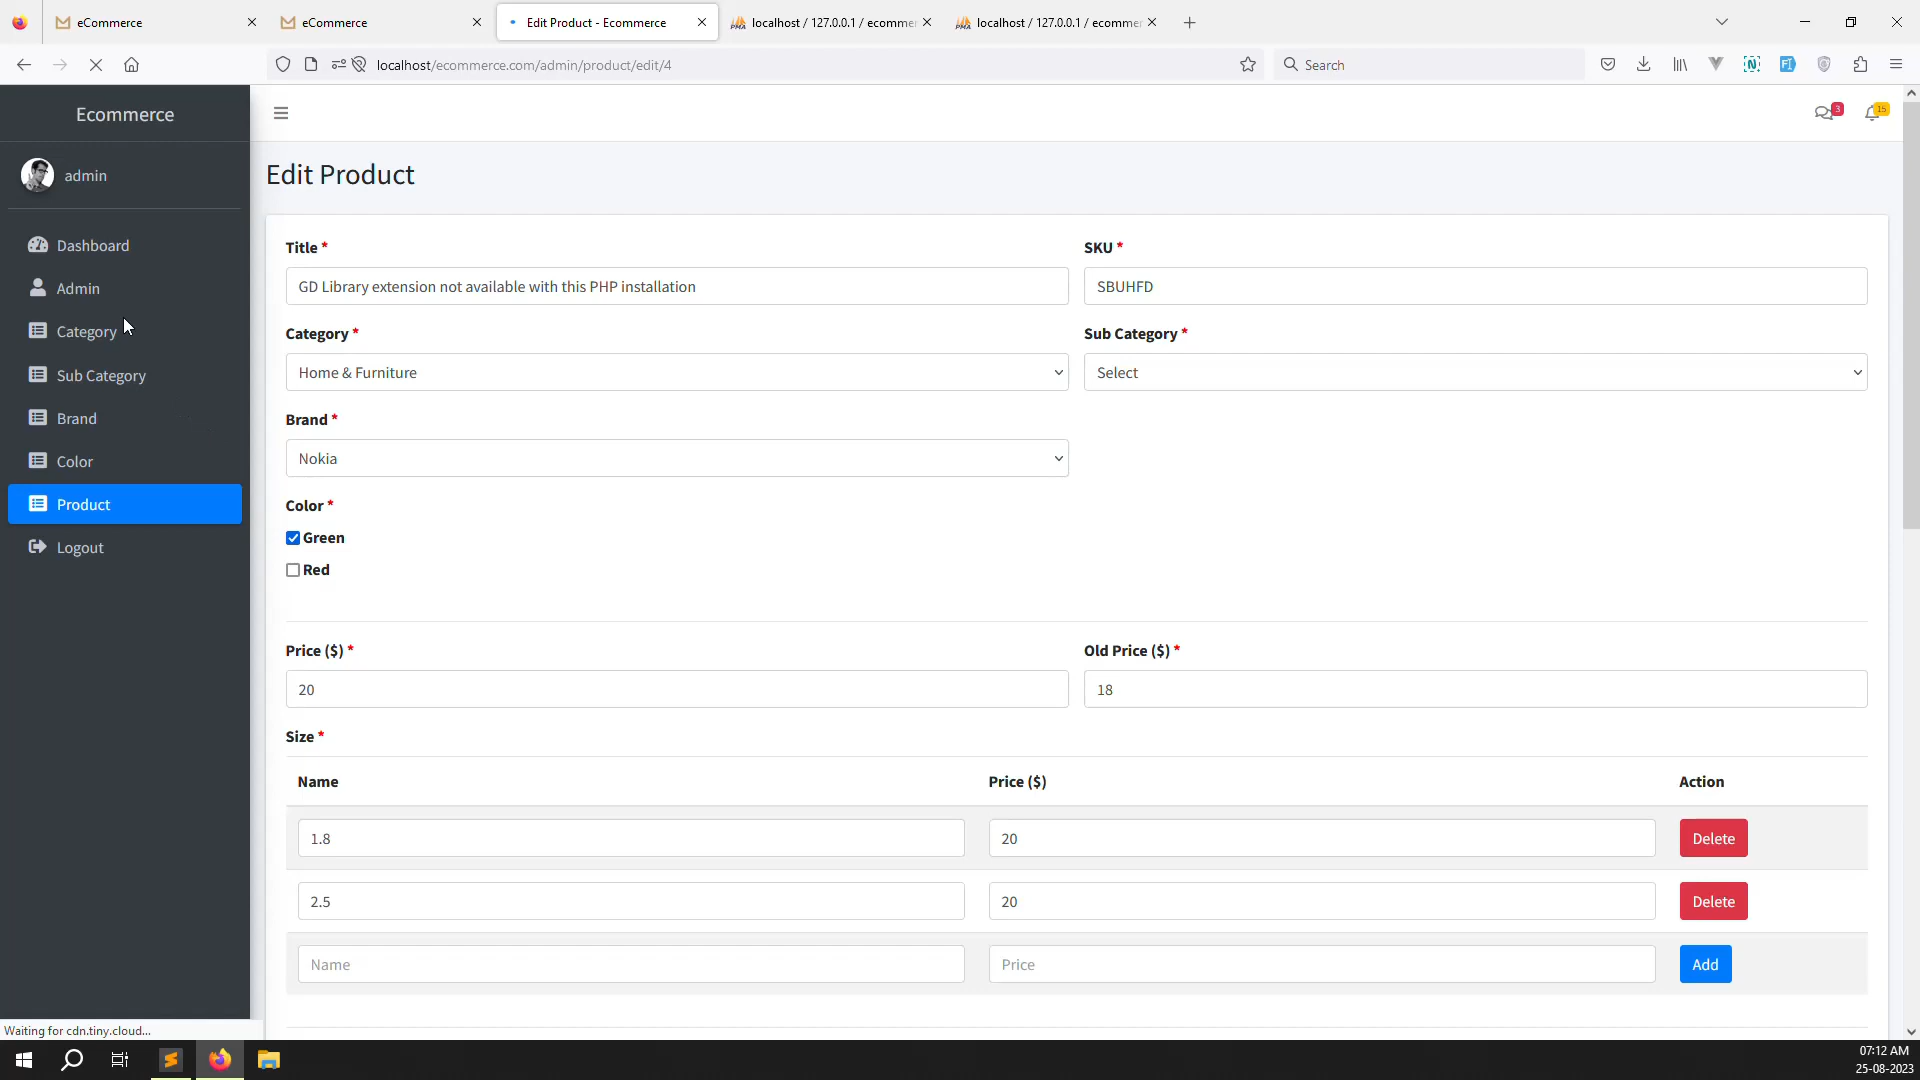 eCommerce
eCommerce
Edit Product - Ecommerce
localhost / 127.0.0.1 / ecommer
localhost / 127.0.0.1 / ecommer
localhost/ecommerce.com/admin/product/edit/4
Search
Ecommerce
3
15
admin
Edit Product
Dashboard
Admin
Category
Sub Category
Brand
Color
Product
Logout
Title *
SKU *
GD Library extension not available with this PHP installation
SBUHFD
Category *
Sub Category *
Home & Furniture
Select
Brand *
Nokia
Color *
Green
Red
Price ($) *
Old Price ($) *
20
18
Size *
Name
Price ($)
Action
1.8
20
Delete
2.5
20
Delete
Name
Price
Add
Waiting for cdn.tiny.cloud...
07:12 AM
25-08-2023